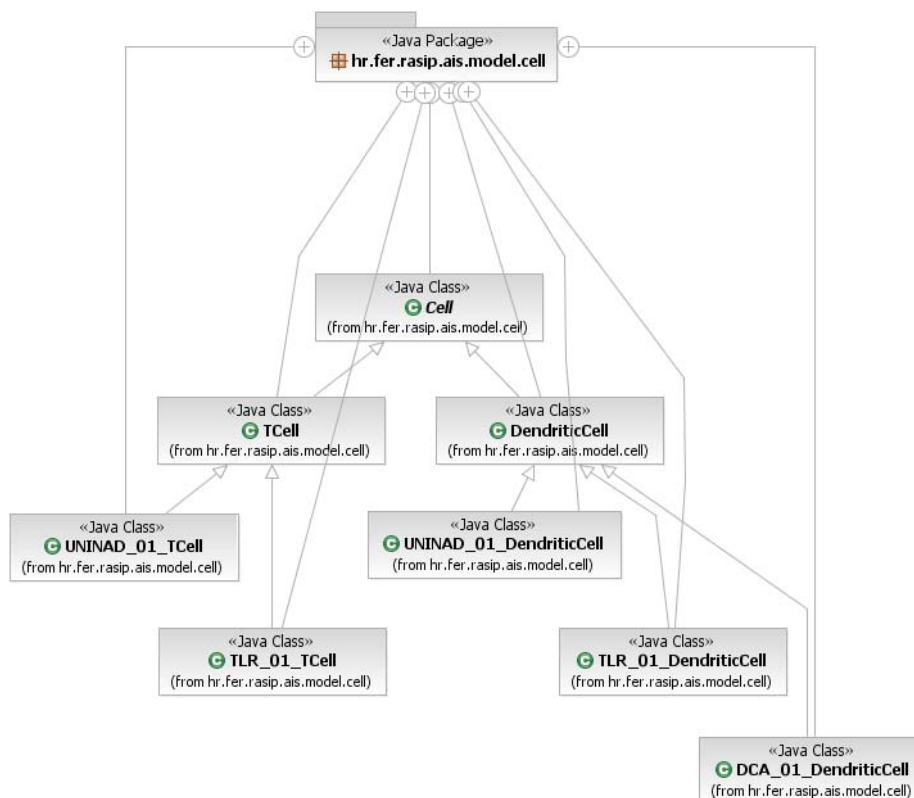 «Java Package»
hr.fer.rasip.ais.model.cell
«Java Class»
Cell
(from hr.fer.rasip.ais.model.cell)
«Java Class»
TCell
(from hr.fer.rasip.ais.model.cell)
«Java Class»
DendriticCell
(from hr.fer.rasip.ais.model.cell)
«Java Class»
UNINAD_01_TCell
(from hr.fer.rasip.ais.model.cell)
«Java Class»
UNINAD_01_DendriticCell
(from hr.fer.rasip.ais.model.cell)
«Java Class»
TLR_01_TCell
(from hr.fer.rasip.ais.model.cell)
«Java Class»
TLR_01_DendriticCell
(from hr.fer.rasip.ais.model.cell)
«Java Class»
DCA_01_DendriticCell
(from hr.fer.rasip.ais.model.cell)